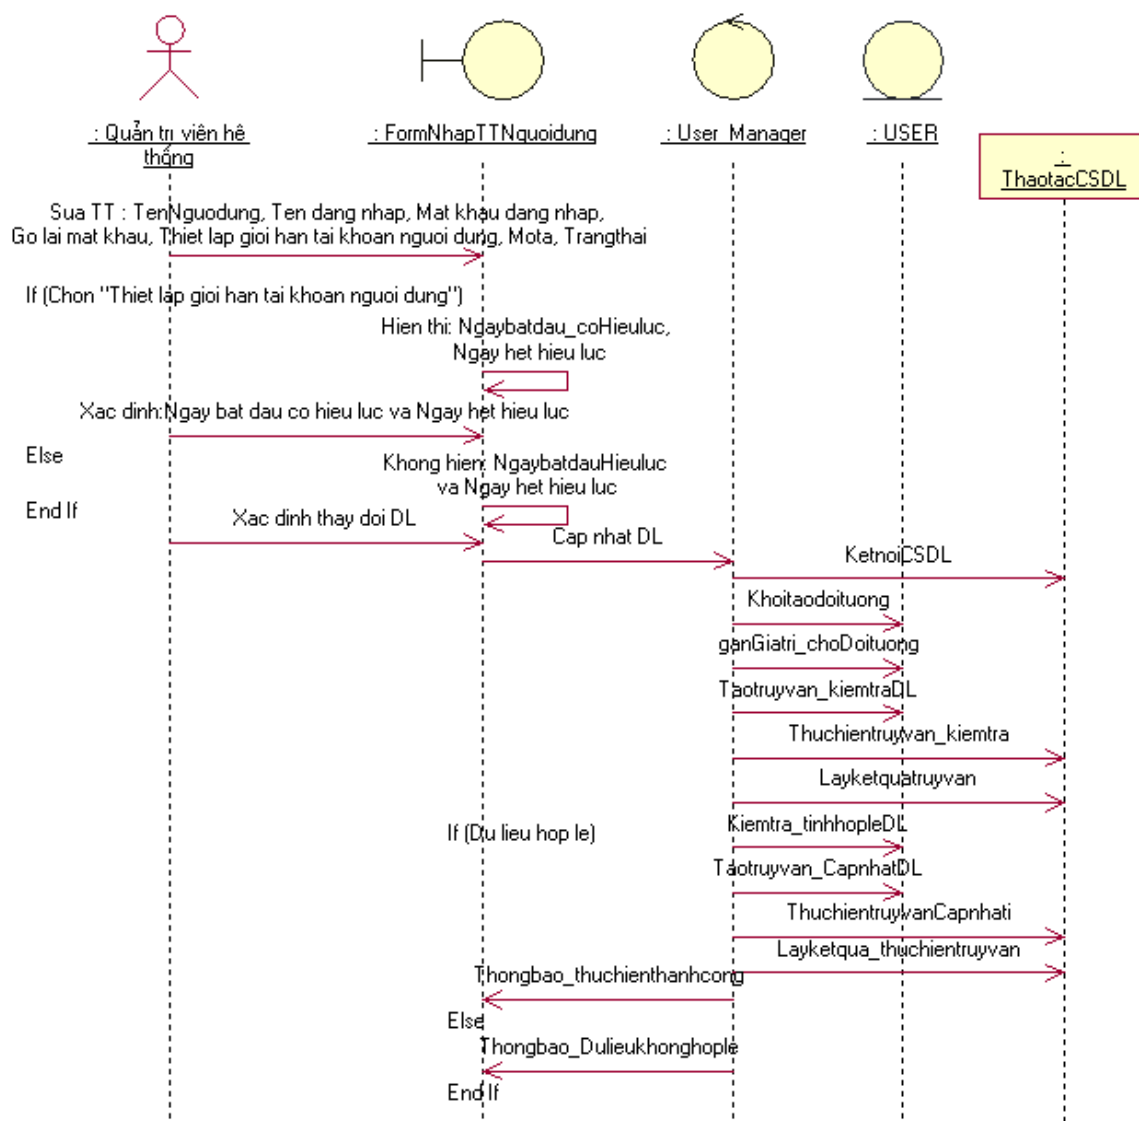 : Quản trị viên hệ
thống
: FormNhapTTNguoidung
: User_Manager
: USER
:
ThaotacCSDL
Sua TT : TenNguodung, Ten dang nhap, Mat khau dang nhap,
Go lai mat khau, Thiet lap gioi han tai khoan nguoi dung, Mota, Trangthai
If (Chon "Thiet lap gioi han tai khoan nguoi dung")
Hien thi: Ngaybatdau_coHieuluc,
Ngay het hieu luc
Xac dinh:Ngay bat dau co hieu luc va Ngay het hieu luc
Else
Khong hien: NgaybatdauHieuluc
va Ngay het hieu luc
End If
Xac dinh thay doi DL
Cap nhat DL
KetnoiCSDL
Khoitaodoituong
ganGiatri_choDoituong
Taotruyvan_kiemtraDL
Thuchientruyvan_kiemtra
Layketquatruyvan
If (Du lieu hop le)
Kiemtra_tinhhopleDL
Taotruyvan_CapnhatDL
ThuchientruyvanCapnhati
Layketqua_thuchientruyvan
Thongbao_thuchienthanhcong
Else
Thongbao_Dulieukhonghople
End If